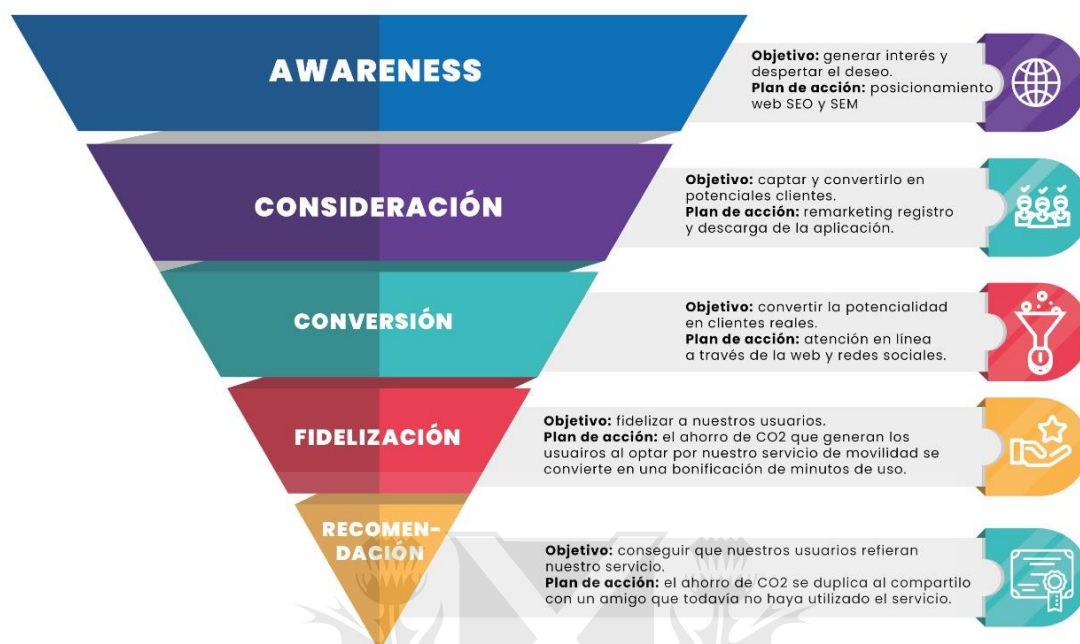 AWARENESS
Objetivo: generar interés y
despertar el deseo.
Plan de acción: posicionamiento
web SEO y SEM
CONSIDERACIÓN
Objetivo: captar y convertirlo en
potenciales clientes.
Plan de acción: remarketing registro
y descarga de la aplicación.
CONVERSIÓN
Objetivo: convertir la potencialidad
en clientes reales.
Plan de acción: atención en línea
a través de la web y redes sociales.
FIDELIZACIÓN
Objetivo: fidelizar a nuestros usuarios.
Plan de acción: el ahorro de CO2 que generan los
usuairos al optar por nuestro servicio de movilidad se
convierte en una bonificación de minutos de uso.
RECOMEN-
DACIÓN
Objetivo: conseguir que nuestros usuarios refieran
nuestro servicio.
Plan de acción: el ahorro de CO2 se duplica al compartilo
con un amigo que todavía no haya utilizado el servicio.